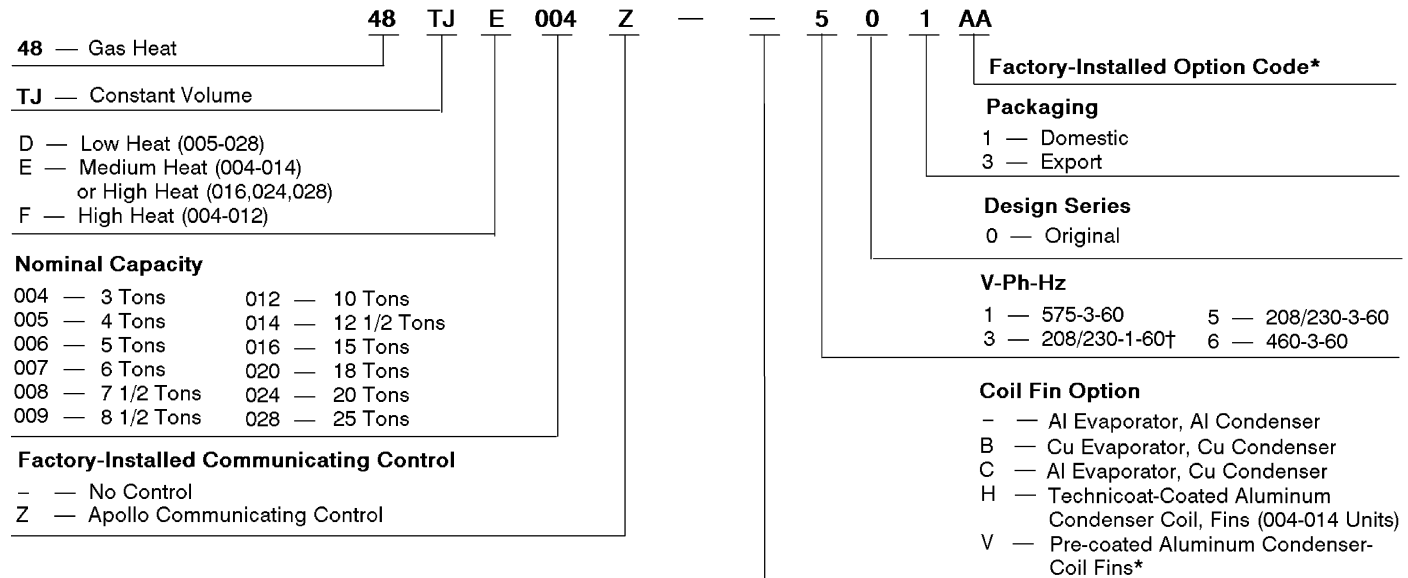 48 TJ E 004 Z — — 5 0 1 AA
48 — Gas Heat
TJ — Constant Volume
D — Low Heat (005-028)
E — Medium Heat (004-014)
or High Heat (016,024,028)
F — High Heat (004-012)
Nominal Capacity
004 — 3 Tons 012 — 10 Tons
005 — 4 Tons 014 — 12 1/2 Tons
006 — 5 Tons 016 — 15 Tons
007 — 6 Tons 020 — 18 Tons
008 — 7 1/2 Tons 024 — 20 Tons
009 — 8 1/2 Tons 028 — 25 Tons
Factory-Installed Communicating Control
– — No Control
Z — Apollo Communicating Control
Factory-Installed Option Code*
Packaging
1 — Domestic
3 — Export
Design Series
0 — Original
V-Ph-Hz
1 — 575-3-60 5 — 208/230-3-60
3 — 208/230-1-60† 6 — 460-3-60
Coil Fin Option
– — Al Evaporator, Al Condenser
B — Cu Evaporator, Cu Condenser
C — Al Evaporator, Cu Condenser
H — Technicoat-Coated Aluminum
Condenser Coil, Fins (004-014 Units)
V — Pre-coated Aluminum Condenser-
Coil Fins*